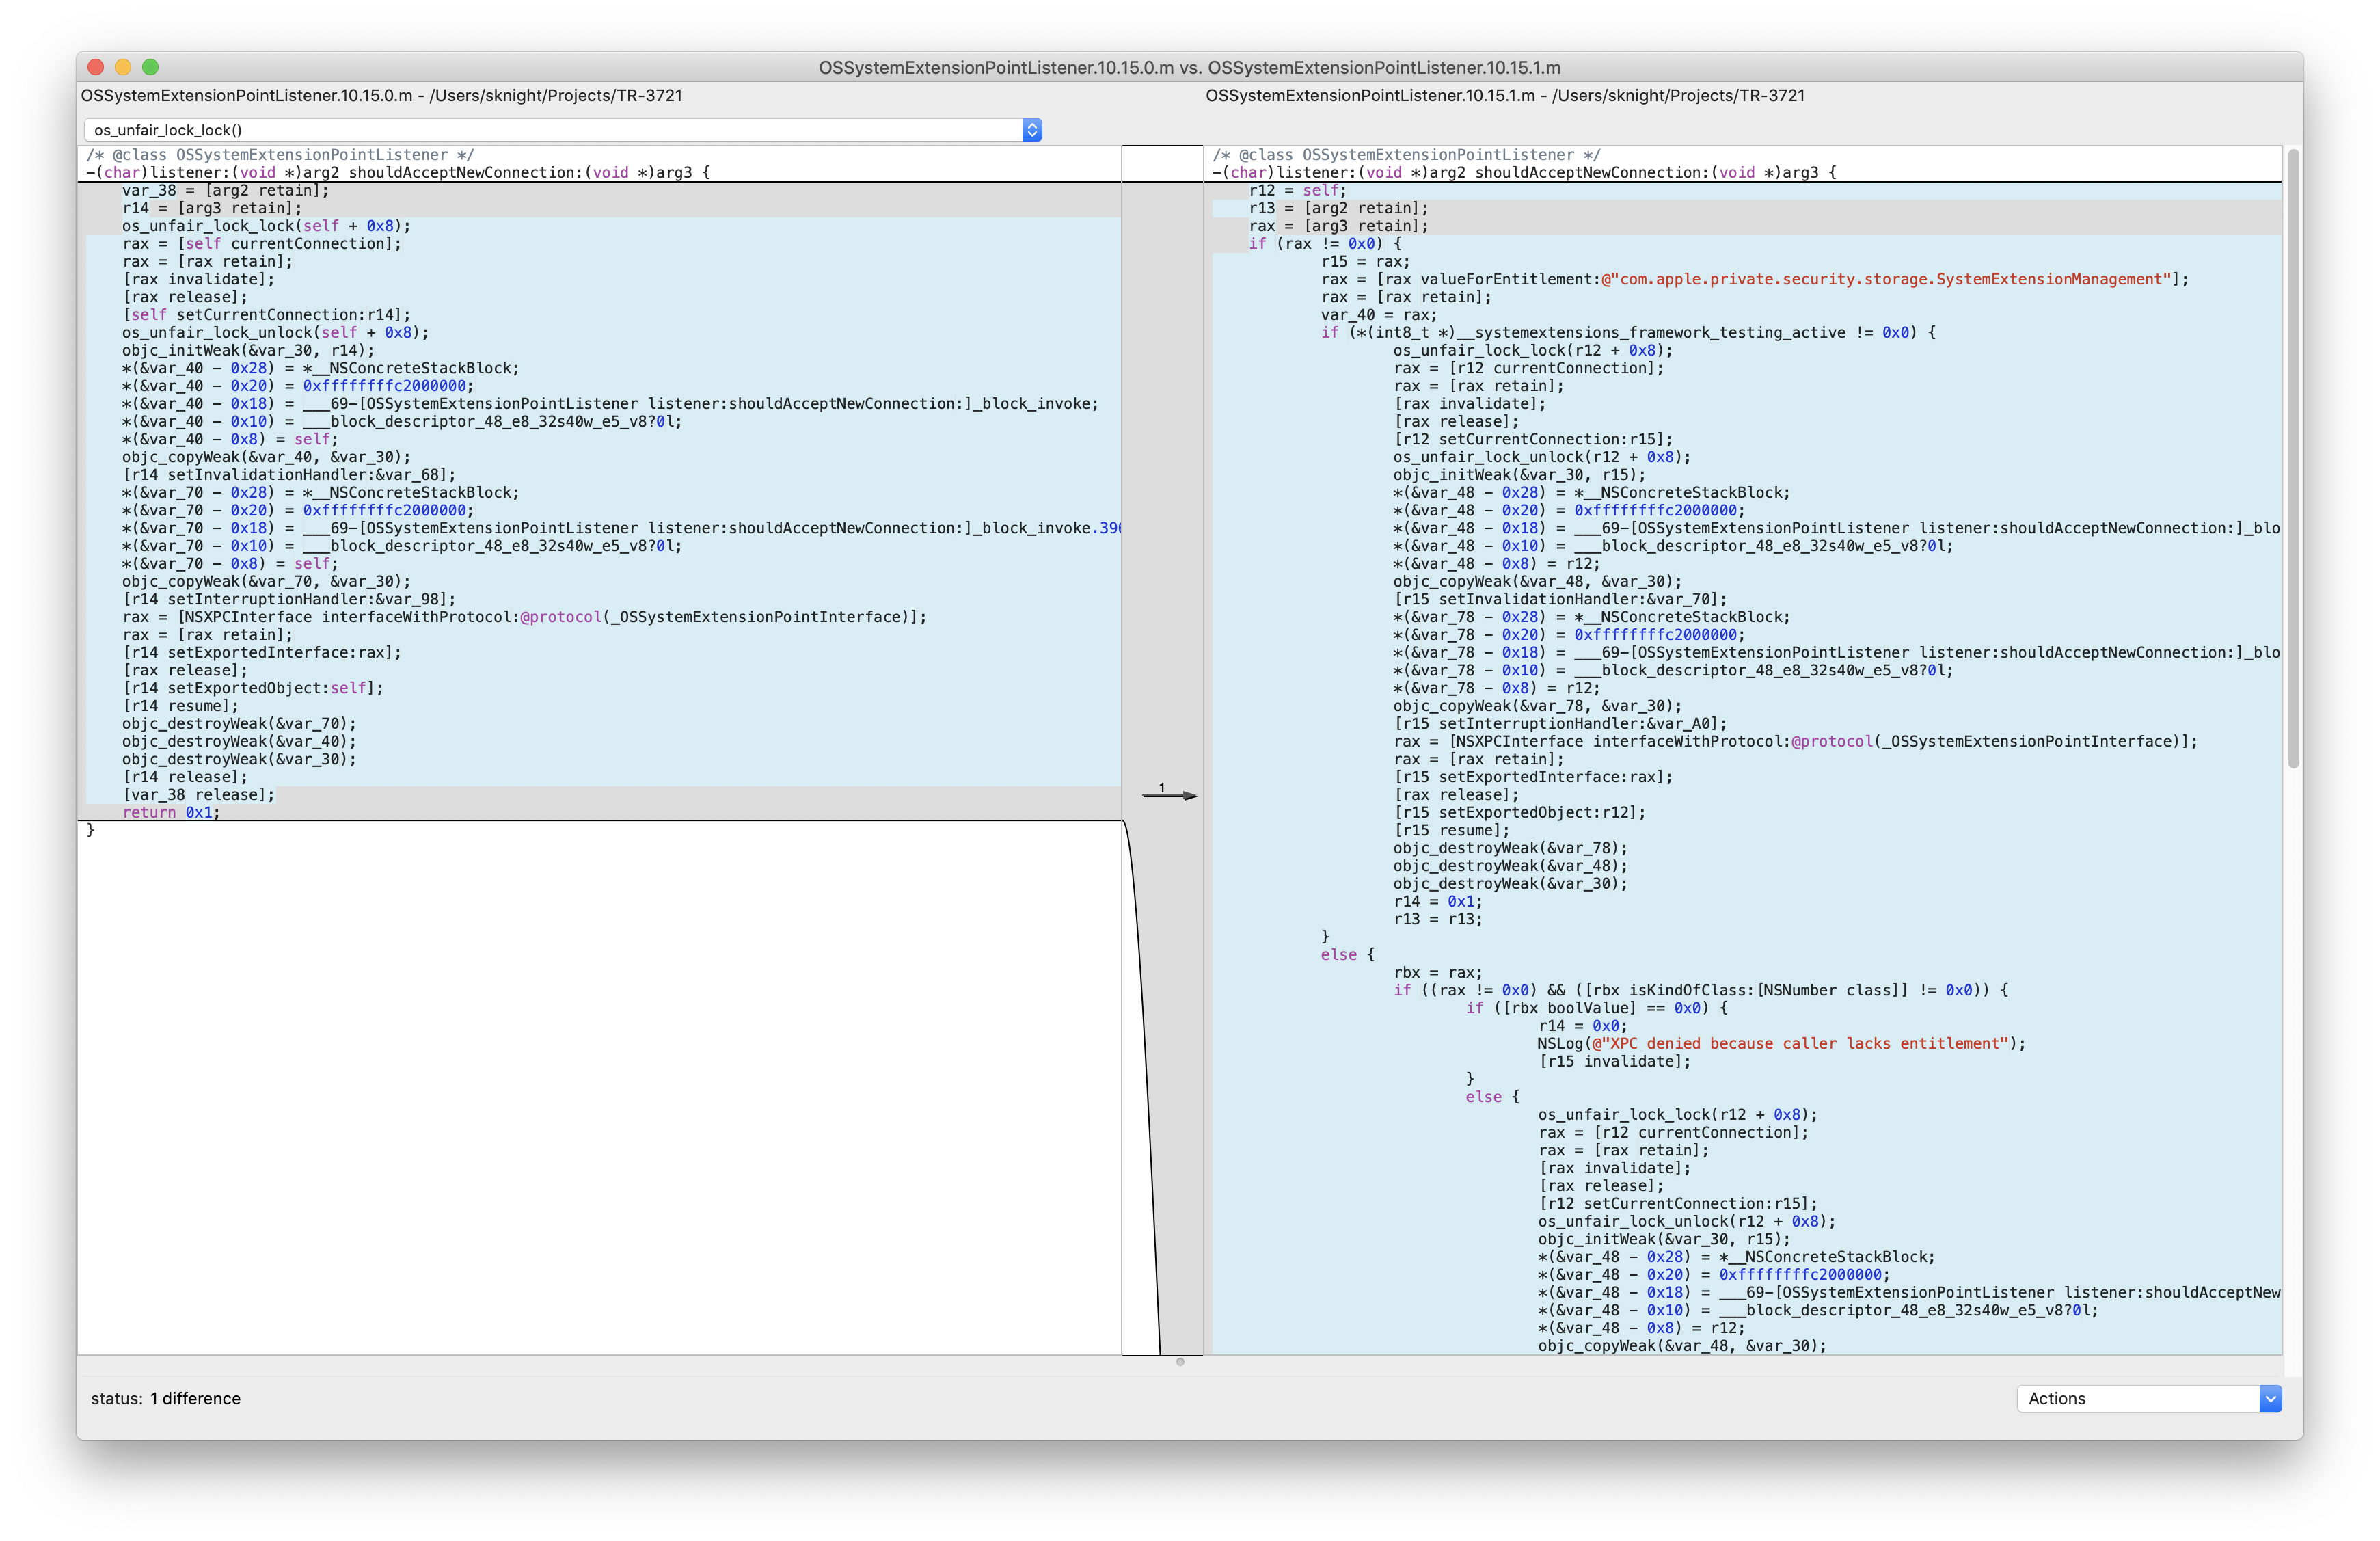 OSSystemExtensionPointListener.10.15.0.m vs. OSSystemExtensionPointListener.10.15.1.m
OSSystemExtensionPointListener.10.15.0.m - /Users/sknight/Projects/TR-3721
OSSystemExtensionPointListener.10.15.1.m - /Users/sknight/Projects/TR-3721
os_unfair_lock_lock()
/* @class OSSystemExtensionPointListener */
-(char)listener:(void *)arg2 shouldAcceptNewConnection:(void *)arg3 {
var_38 = [arg2 retain];
r14 = [arg3 retain];
os_unfair_lock_lock(self + 0x8);
rax = [self currentConnection];
rax = [rax retain];
[rax invalidate];
[rax release];
[self setCurrentConnection:r14];
os_unfair_lock_unlock(self + 0x8);
objc_initWeak(&var_30, r14);
*(&var_40 - 0x28) = *__NSConcreteStackBlock;
*(&var_40 - 0x20) = 0xffffffffc2000000;
*(&var_40 - 0x18) = ___69-[OSSystemExtensionPointListener listener:shouldAcceptNewConnection:]_block_invoke;
*(&var_40 - 0x10) = ___block_descriptor_48_e8_32s40w_e5_v8?0l;
*(&var_40 - 0x8) = self;
objc_copyWeak(&var_40, &var_30);
[r14 setInvalidationHandler:&var_68];
*(&var_70 - 0x28) = *__NSConcreteStackBlock;
*(&var_70 - 0x20) = 0xffffffffc2000000;
*(&var_70 - 0x18) = ___69-[OSSystemExtensionPointListener listener:shouldAcceptNewConnection:]_block_invoke.39
*(&var_70 - 0x10) = ___block_descriptor_48_e8_32s40w_e5_v8?0l;
*(&var_70 - 0x8) = self;
objc_copyWeak(&var_70, &var_30);
[r14 setInterruptionHandler:&var_98];
rax = [NSXPCInterface interfaceWithProtocol:@protocol(_OSSystemExtensionPointInterface)];
rax = [rax retain];
[r14 setExportedInterface:rax];
[rax release];
[r14 setExportedObject:self];
[r14 resume];
objc_destroyWeak(&var_70);
objc_destroyWeak(&var_40);
objc_destroyWeak(&var_30);
[r14 release];
[var_38 release];
return 0x1;
}
1
/* @class OSSystemExtensionPointListener */
-(char)listener:(void *)arg2 shouldAcceptNewConnection:(void *)arg3 {
r12 = self;
r13 = [arg2 retain];
rax = [arg3 retain];
if (rax != 0x0) {
r15 = rax;
rax = [rax valueForEntitlement:@"com.apple.private.security.storage.SystemExtensionManagement"];
rax = [rax retain];
var_40 = rax;
if (*(int8_t *)__systemextensions_framework_testing_active != 0x0) {
os_unfair_lock_lock(r12 + 0x8);
rax = [r12 currentConnection];
rax = [rax retain];
[rax invalidate];
[rax release];
[r12 setCurrentConnection:r15];
os_unfair_lock_unlock(r12 + 0x8);
objc_initWeak(&var_30, r15);
*(&var_48 - 0x28) = *__NSConcreteStackBlock;
*(&var_48 - 0x20) = 0xffffffffc2000000;
*(&var_48 - 0x18) = ___69-[OSSystemExtensionPointListener listener:shouldAcceptNewConnection:]_blo
*(&var_48 - 0x10) = ___block_descriptor_48_e8_32s40w_e5_v8?0l;
*(&var_48 - 0x8) = r12;
objc_copyWeak(&var_48, &var_30);
[r15 setInvalidationHandler:&var_70];
*(&var_78 - 0x28) = *__NSConcreteStackBlock;
*(&var_78 - 0x20) = 0xffffffffc2000000;
*(&var_78 - 0x18) = ___69-[OSSystemExtensionPointListener listener:shouldAcceptNewConnection:]_blo
*(&var_78 - 0x10) = ___block_descriptor_48_e8_32s40w_e5_v8?0l;
*(&var_78 - 0x8) = r12;
objc_copyWeak(&var_78, &var_30);
[r15 setInterruptionHandler:&var_A0];
rax = [NSXPCInterface interfaceWithProtocol:@protocol(_OSSystemExtensionPointInterface)];
rax = [rax retain];
[r15 setExportedInterface:rax];
[rax release];
[r15 setExportedObject:r12];
[r15 resume];
objc_destroyWeak(&var_78);
objc_destroyWeak(&var_48);
objc_destroyWeak(&var_30);
r14 = 0x1;
r13 = r13;
}
else {
rbx = rax;
if ((rax != 0x0) && ([rbx isKindOfClass:[NSNumber class]] != 0x0)) {
if ([rbx boolValue] == 0x0) {
r14 = 0x0;
NSLog(@"XPC denied because caller lacks entitlement");
[r15 invalidate];
}
else {
os_unfair_lock_lock(r12 + 0x8);
rax = [r12 currentConnection];
rax = [rax retain];
[rax invalidate];
[rax release];
[r12 setCurrentConnection:r15];
os_unfair_lock_unlock(r12 + 0x8);
objc_initWeak(&var_30, r15);
*(&var_48 - 0x28) = *__NSConcreteStackBlock;
*(&var_48 - 0x20) = 0xffffffffc2000000;
*(&var_48 - 0x18) = ___69-[OSSystemExtensionPointListener listener:shouldAcceptNew
*(&var_48 - 0x10) = ___block_descriptor_48_e8_32s40w_e5_v8?0l;
*(&var_48 - 0x8) = r12;
objc_copyWeak(&var_48, &var_30);
status: 1 difference
Actions